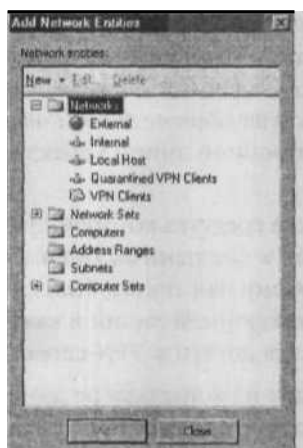 Add Network Entities
Network entities:
New Edit Delete
Networks
External
Internal
Local Host
Quarantined VPN Clients
VPN Clients
Network Sets
Computers
Address Ranges
Subnets
Computer Sets
Close